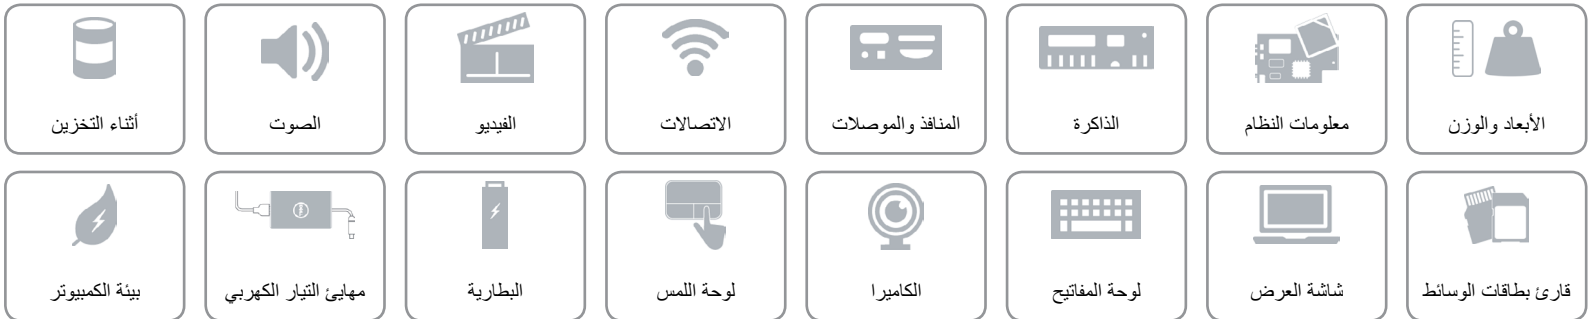 الأبعاد والوزن
معلومات النظام
الذاكرة
المنافذ والموصلات
الاتصالات
الفيديو
الصوت
أثناء التخزين
قارئ بطاقات الوسائط
شاشة العرض
لوحة المفاتيح
الكاميرا
لوحة اللمس
البطارية
مهايئ التيار الكهربي
بيئة الكمبيوتر